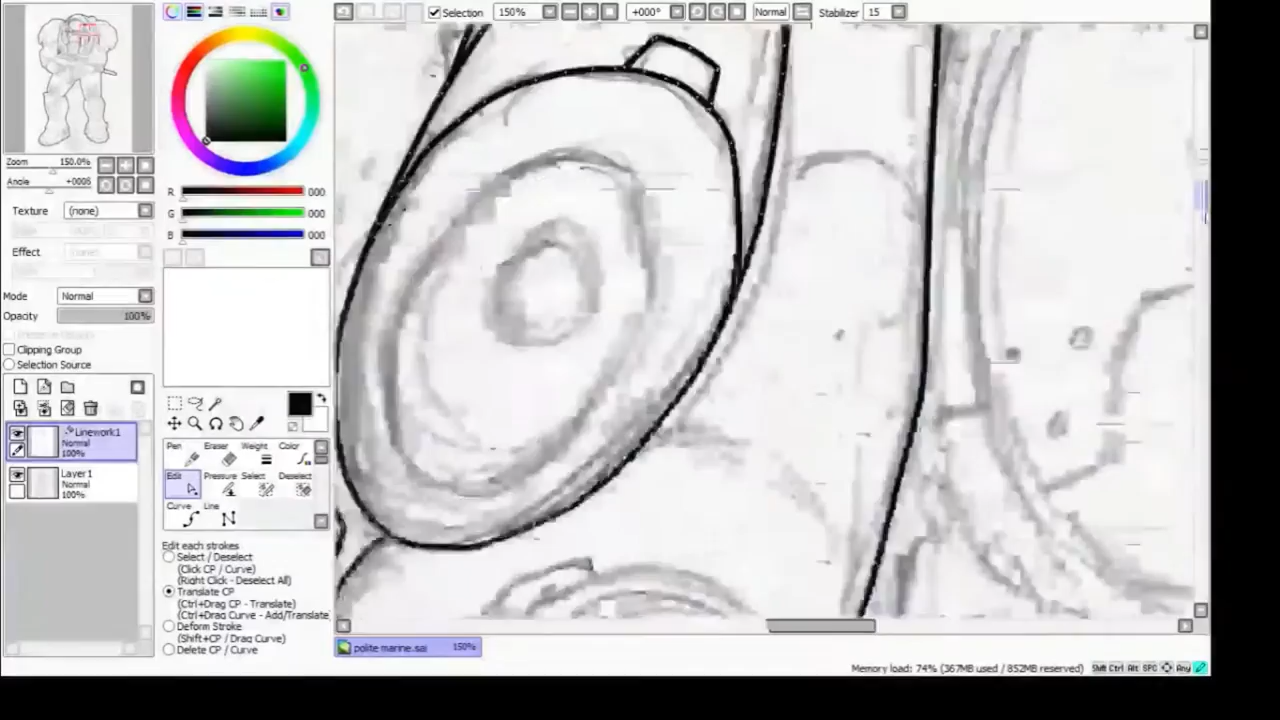 Selection 150% +000° Normal Stabilizer 15
Zoom 150.0%
Angle
Texture (none)
Effect
Mode Normal
Opacity 100%
Clipping Group
Selection Source
Linework1
Normal
100%
Layer 1
Normal
100%
R 000
G 000
B 000
Pen Eraser Weight Color
Edit Pressure Select Deselect
Curve Line
Edit each strokes
Select / Deselect
(Click CP / Curve)
(Right Click - Deselect All)
Translate CP
(Ctrl+Drag CP - Translate)
(Ctrl+Drag Curve - Add/Translate
Deform Stroke
(Shift+CP / Drag Curve)
Delete CP / Curve
polite marine.sai 150%
Memory load: 74% (367MB used / 852MB reserved) Shift Ctrl Alt SPC Any